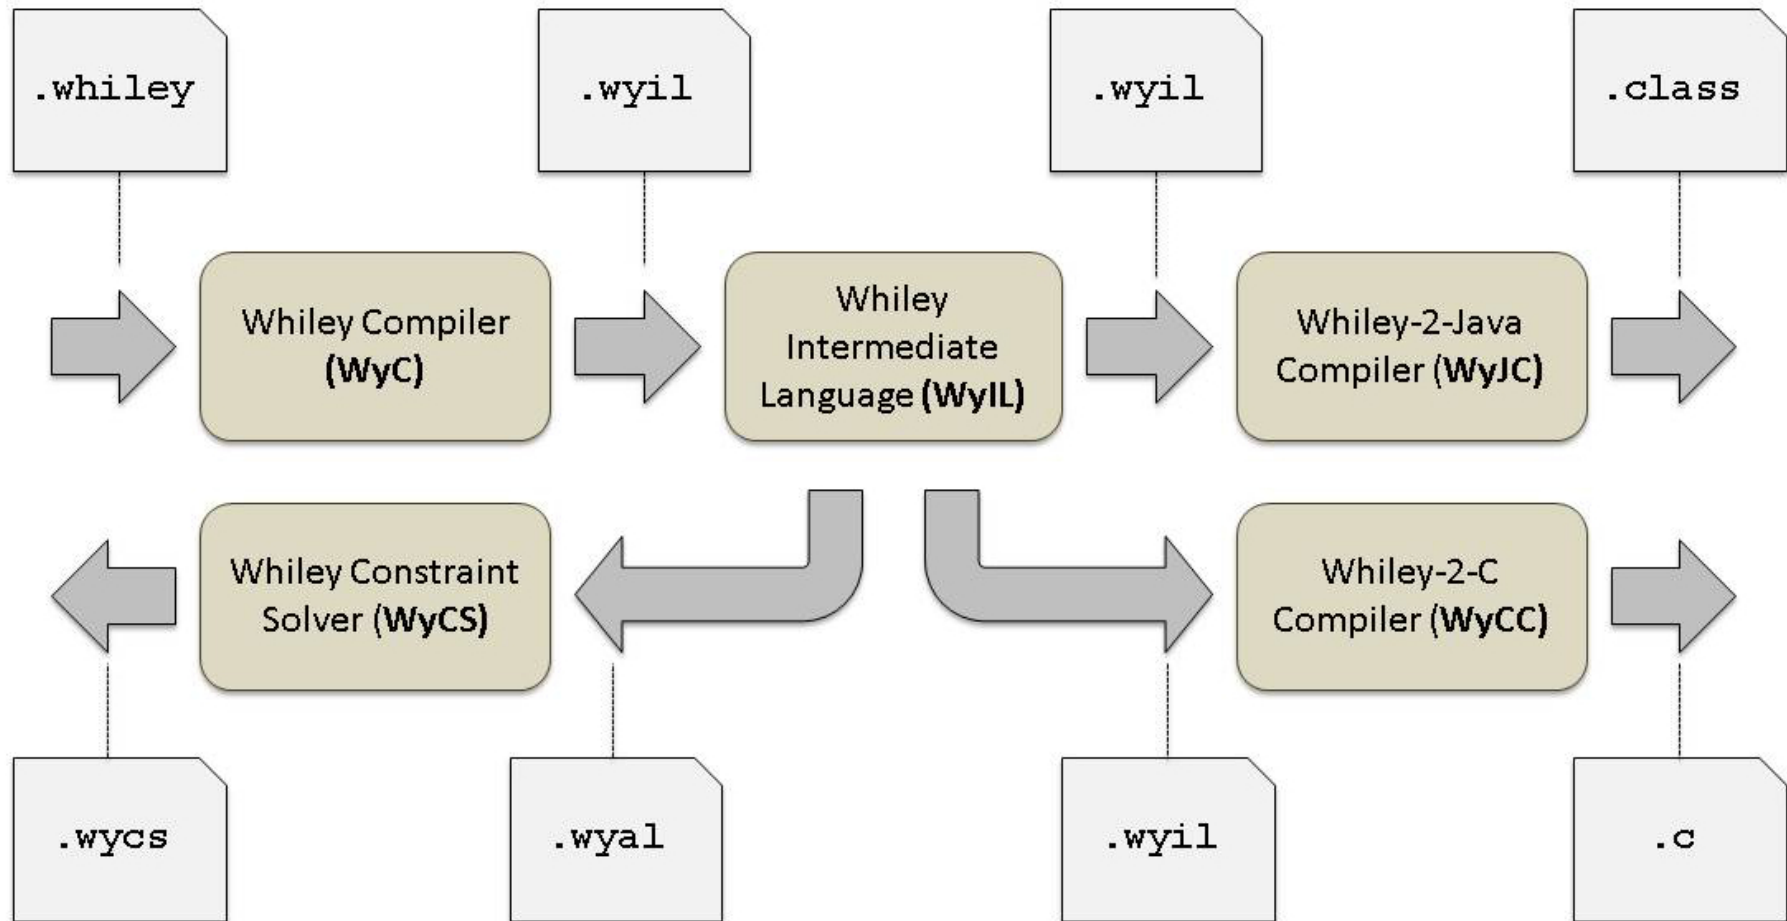 .whiley
.wyil
.wyil
.class
Whiley Compiler
(WyC)
Whiley
Intermediate
Language (WyIL)
Whiley-2-Java
Compiler (WyJC)
Whiley Constraint
Solver (WyCS)
Whiley-2-C
Compiler (WyCC)
.wycs
.wyal
.wyil
.c